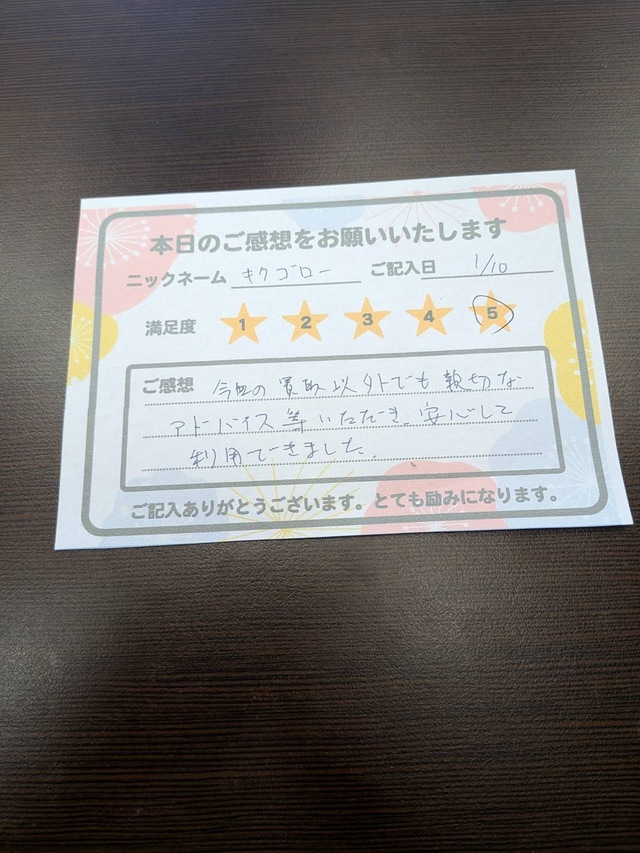 本日のご感想をお願いいたします
ニックネーム キクゴロー ご記入日 1/10
満足度 1 2 3 4 5
ご感想 今回の買取以外でも親切な
アドバイス等いただき、安心して
利用できました。
ご記入ありがとうございます。とても励みになります。